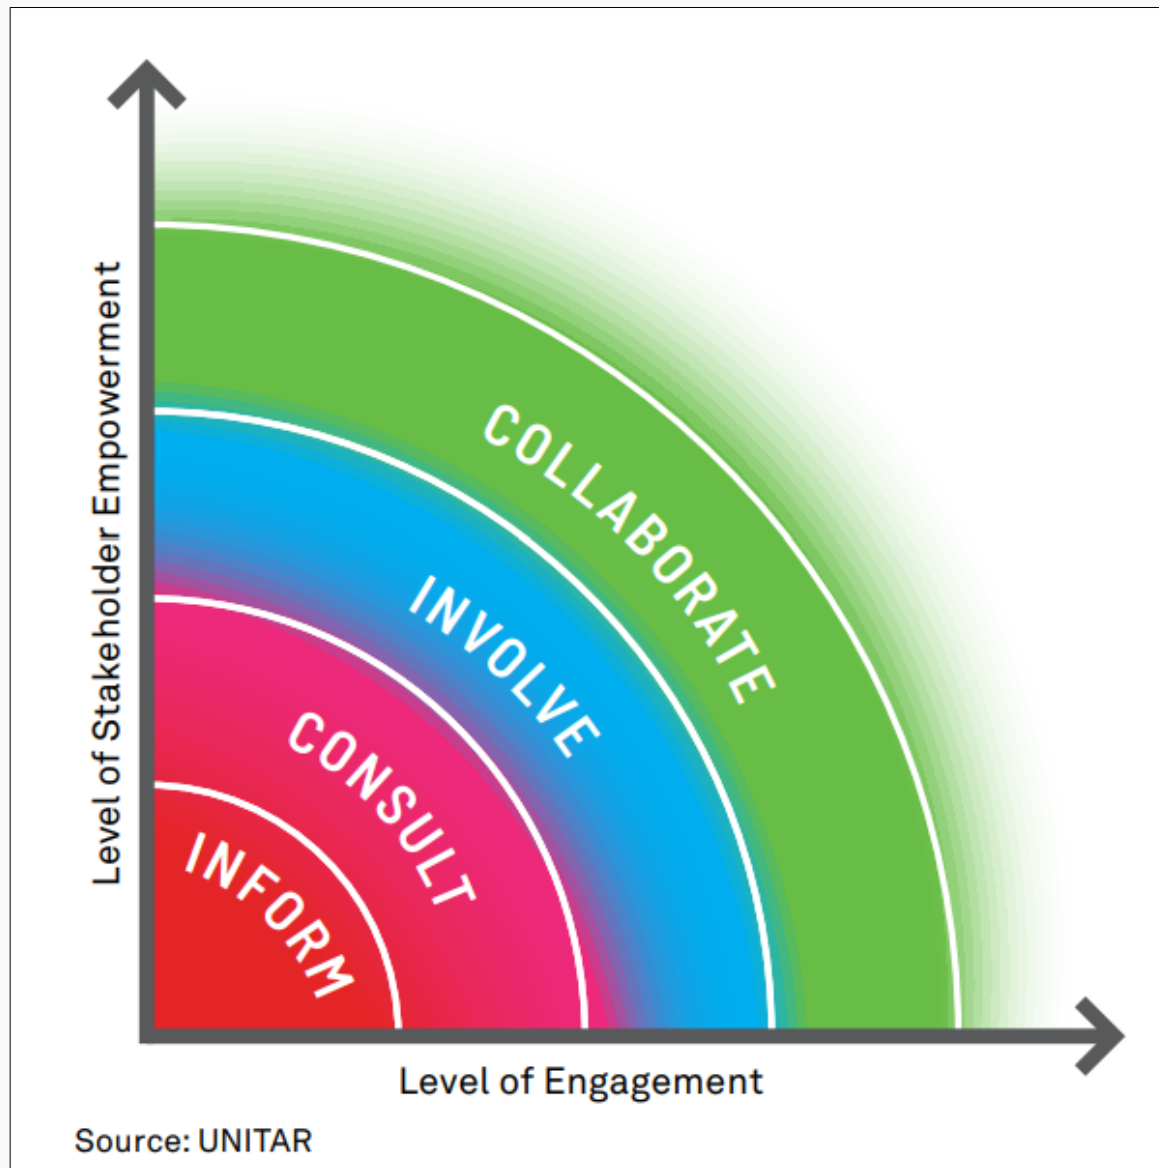 Level of Stakeholder Empowerment
COLLABORATE
INVOLVE
CONSULT
INFORM
Level of Engagement
Source: UNITAR